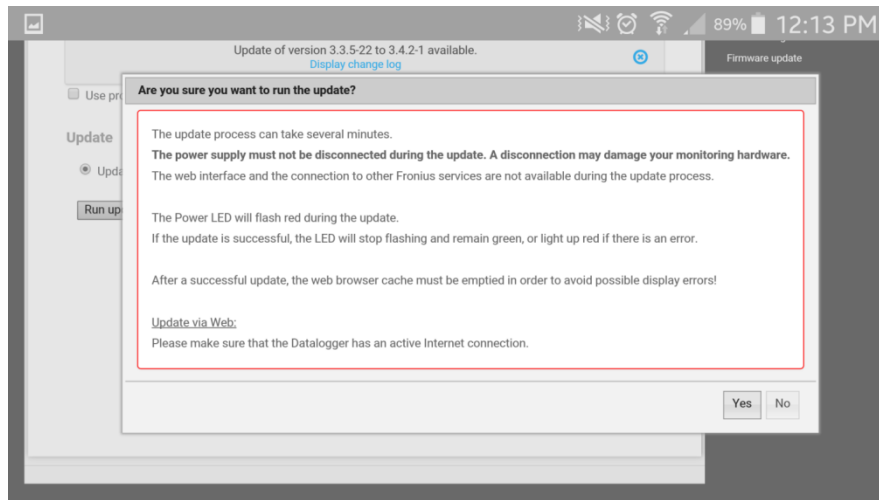 89% 12:13 PM
Update of version 3.3.5-22 to 3.4.2-1 available.
Display change log
Firmware update
Use pro
Are you sure you want to run the update?
The update process can take several minutes.
The power supply must not be disconnected during the update. A disconnection may damage your monitoring hardware.
The web interface and the connection to other Fronius services are not available during the update process.
The Power LED will flash red during the update.
If the update is successful, the LED will stop flashing and remain green, or light up red if there is an error.
After a successful update, the web browser cache must be emptied in order to avoid possible display errors!
Update via Web:
Please make sure that the Datalogger has an active Internet connection.
Yes No
Update
Upda
Run up